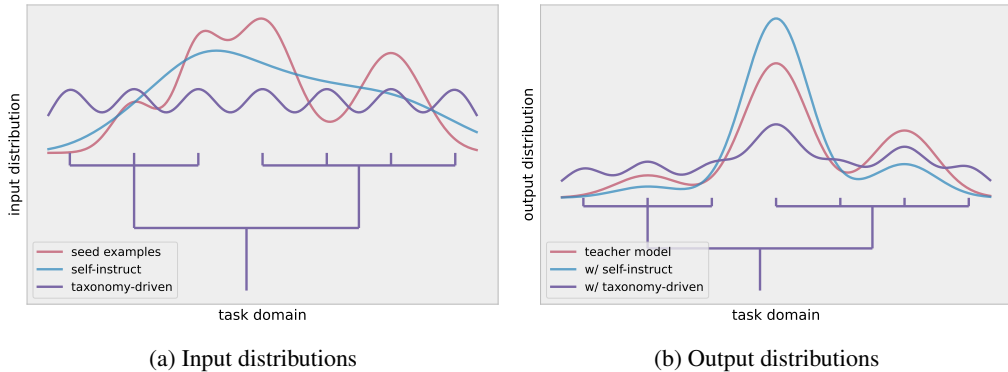 input distribution
seed examples
self-instruct
taxonomy-driven
task domain
(a) Input distributions
output distribution
teacher model
w/ self-instruct
w/ taxonomy-driven
task domain
(b) Output distributions